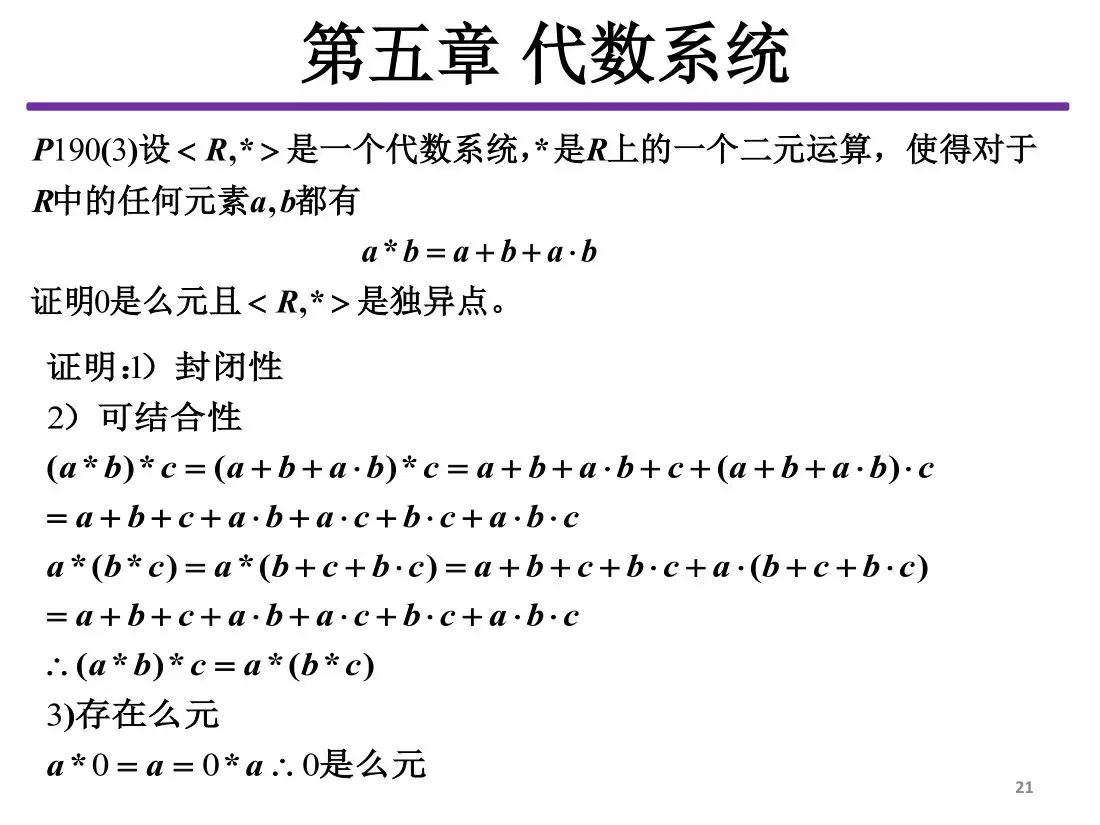 第五章 代数系统
P190(3)设<R,*>是一个代数系统,*是R上的一个二元运算，使得对于
R中的任何元素a,b都有
a*b=a+b+a·b
证明0是么元且<R,*>是独异点。
证明:1）封闭性
2）可结合性
(a*b)*c=(a+b+a·b)*c=a+b+a·b+c+(a+b+a·b)·c
=a+b+c+a·b+a·c+b·c+a·b·c
a*(b*c)=a*(b+c+b·c)=a+b+c+b·c+a·(b+c+b·c)
=a+b+c+a·b+a·c+b·c+a·b·c
∴(a*b)*c=a*(b*c)
3)存在么元
a*0=a=0*a∴0是么元
21